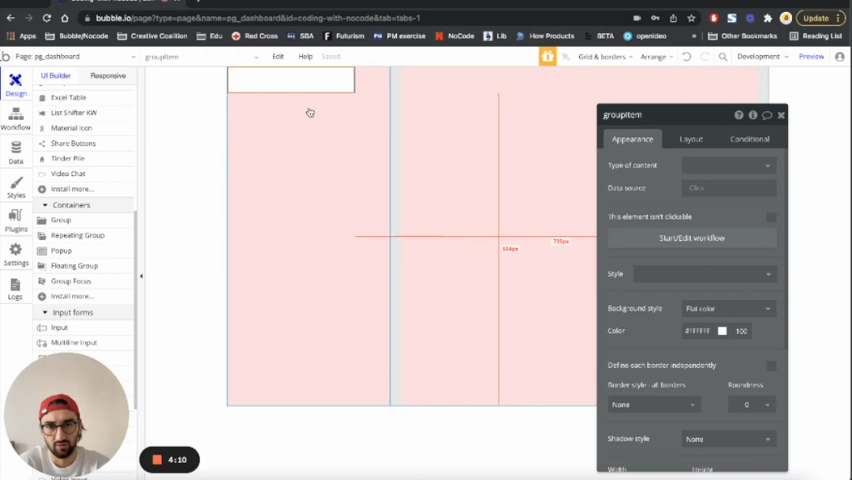 bubble.io/page?type=page&name=pg_dashboard&id=coding-with-nocode&tab=tabs-1
Update
Apps
Bubble/Nocode
Creative Coalition
Edu
Red Cross
SBA
Futurism
PM exercise
NoCode
Lib
How Products
BETA
openideo
Other Bookmarks
Reading List
Page: pg_dashboard
groupItem
Edit
Help
Saved
Grid & borders
Arrange
Development
Preview
Design
Workflow
Data
Styles
Plugins
Settings
Logs
UI Builder
Responsive
Excel Table
List Shifter KW
Material Icon
Share Buttons
Tinder Pile
Video Chat
Install more...
Containers
Group
Repeating Group
Popup
Floating Group
Group Focus
Install more...
Input forms
Input
Multiline Input
groupItem
Appearance
Layout
Conditional
Type of content
Data source
Click
This element isn't clickable
Start/Edit workflow
Style
Background style
Flat color
Color
#FFFFFF
100
Define each border independently
Border style - all borders
Roundness
None
0
Shadow style
None
Width
Height
4:10